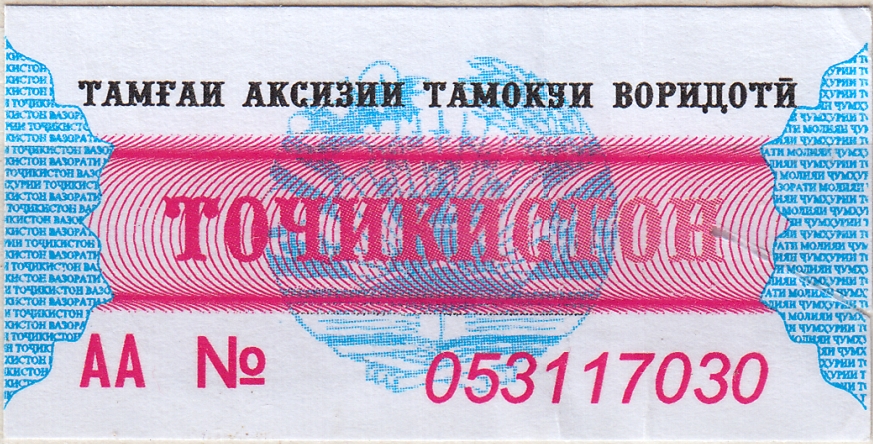 ТАМҒАИ АКСИЗИИ ТАМОКУИ ВОРИДОТӢ
ТОҶИКИСТОН
АА № 053117030